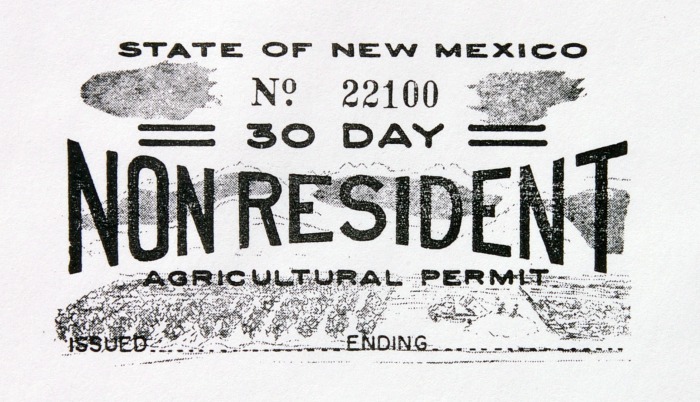 STATE OF NEW MEXICO
Nº 22100
30 DAY
NON RESIDENT
AGRICULTURAL PERMIT
ISSUED ENDING